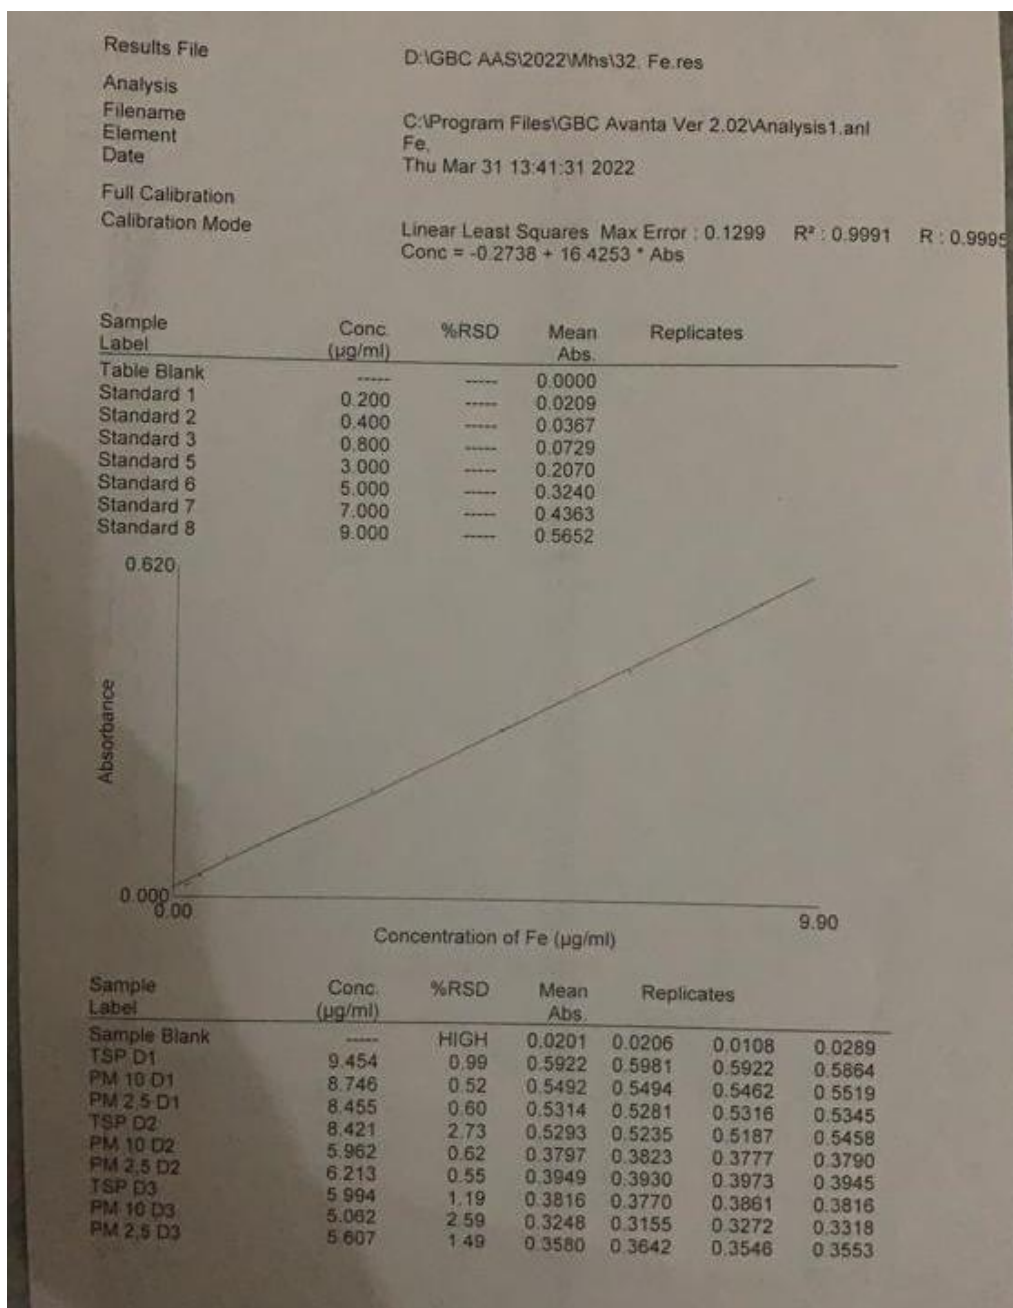 Results File D:\GBC AAS\2022\Mhs\32. Fe.res
Analysis
Filename C:\Program Files\GBC Avanta Ver 2.02\Analysis1.anl
Element Fe,
Date Thu Mar 31 13:41:31 2022
Full Calibration
Calibration Mode Linear Least Squares Max Error : 0.1299 R² : 0.9991 R : 0.9995
Conc = -0.2738 + 16.4253 * Abs
Sample Conc. %RSD Mean Replicates
Label (µg/ml) Abs.
Table Blank ----- ----- 0.0000
Standard 1 0.200 ----- 0.0209
Standard 2 0.400 ----- 0.0367
Standard 3 0.800 ----- 0.0729
Standard 5 3.000 ----- 0.2070
Standard 6 5.000 ----- 0.3240
Standard 7 7.000 ----- 0.4363
Standard 8 9.000 ----- 0.5652
0.620
Absorbance
0.000
0.00 9.90
Concentration of Fe (µg/ml)
Sample Conc. %RSD Mean Replicates
Label (µg/ml) Abs.
Sample Blank ----- HIGH 0.0201 0.0206 0.0108 0.0289
TSP D1 9.454 0.99 0.5922 0.5981 0.5922 0.5864
PM 10 D1 8.746 0.52 0.5492 0.5494 0.5462 0.5519
PM 2,5 D1 8.455 0.60 0.5314 0.5281 0.5316 0.5345
TSP D2 8.421 2.73 0.5293 0.5235 0.5187 0.5458
PM 10 D2 5.962 0.62 0.3797 0.3823 0.3777 0.3790
PM 2,5 D2 6.213 0.55 0.3949 0.3930 0.3973 0.3945
TSP D3 5.994 1.19 0.3816 0.3770 0.3861 0.3816
PM 10 D3 5.062 2.59 0.3248 0.3155 0.3272 0.3318
PM 2,5 D3 5.607 1.49 0.3580 0.3642 0.3546 0.3553